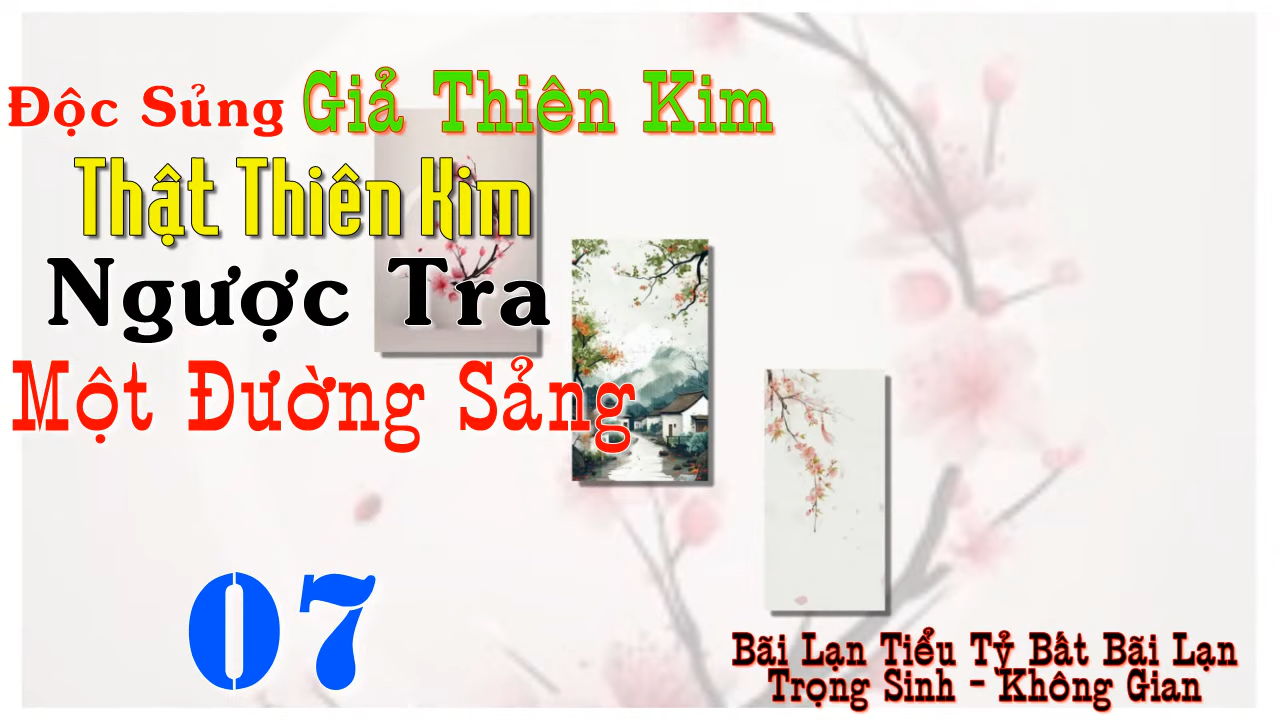 Độc Sủng Giả Thiên Kim
Thật Thiên Kim
Ngược Tra
Một Đường Sảng
07
Bãi Lạn Tiểu Tỷ Bất Bãi Lạn
Trọng Sinh - Không Gian